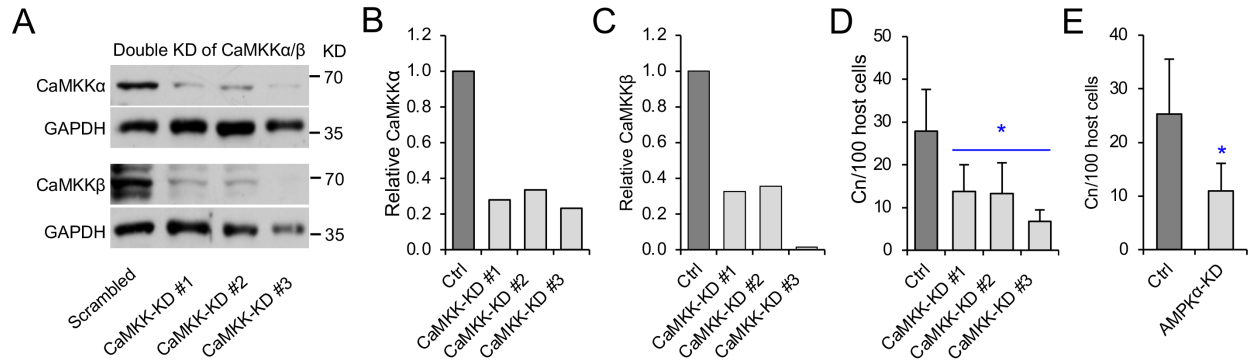 A
Double KD of CaMKKα/β KD
CaMKKα
70
GAPDH
35
CaMKKβ
70
GAPDH
35
Scrambled
CaMKK-KD #1
CaMKK-KD #2
CaMKK-KD #3
B
Relative CaMKKα
1.2
1.0
0.8
0.6
0.4
0.2
0.0
Ctrl
CaMKK-KD #1
CaMKK-KD #2
CaMKK-KD #3
C
Relative CaMKKβ
1.2
1.0
0.8
0.6
0.4
0.2
0.0
Ctrl
CaMKK-KD #1
CaMKK-KD #2
CaMKK-KD #3
D
Cn/100 host cells
50
40
30
20
10
0
*
Ctrl
CaMKK-KD #1
CaMKK-KD #2
CaMKK-KD #3
E
Cn/100 host cells
40
30
20
10
0
*
Ctrl
AMPKα-KD